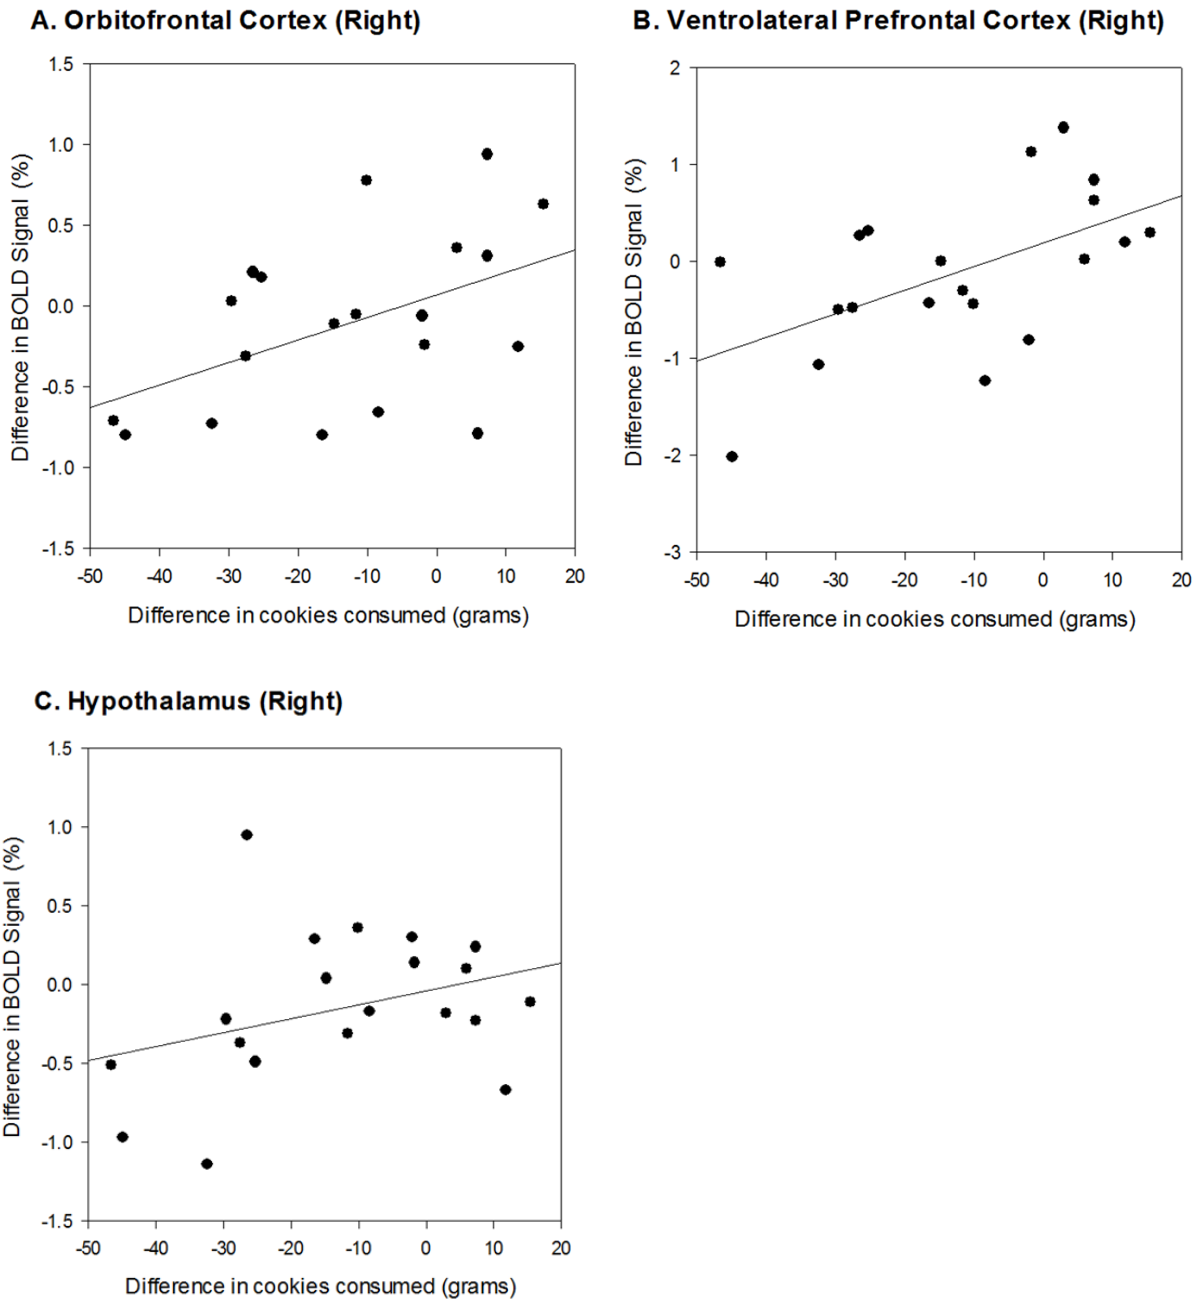 A. Orbitofrontal Cortex (Right)
1.5
1.0
0.5
0.0
-0.5
-1.0
-1.5
Difference in BOLD Signal (%)
-50 -40 -30 -20 -10 0 10 20
Difference in cookies consumed (grams)
B. Ventrolateral Prefrontal Cortex (Right)
2
1
0
-1
-2
-3
Difference in BOLD Signal (%)
-50 -40 -30 -20 -10 0 10 20
Difference in cookies consumed (grams)
C. Hypothalamus (Right)
1.5
1.0
0.5
0.0
-0.5
-1.0
-1.5
Difference in BOLD Signal (%)
-50 -40 -30 -20 -10 0 10 20
Difference in cookies consumed (grams)